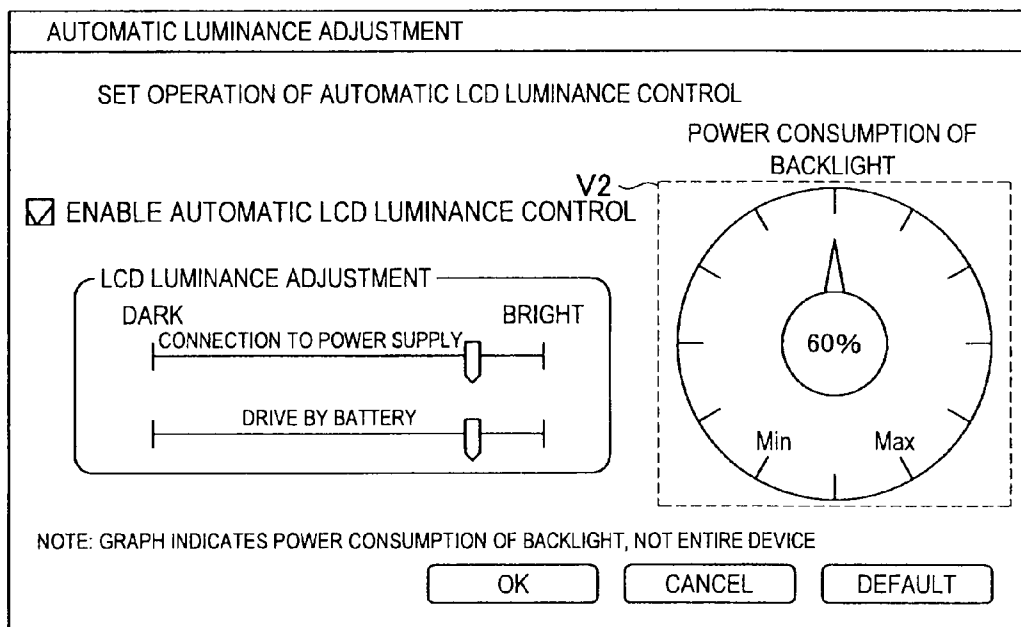 AUTOMATIC LUMINANCE ADJUSTMENT
SET OPERATION OF AUTOMATIC LCD LUMINANCE CONTROL
POWER CONSUMPTION OF
BACKLIGHT
V2
ENABLE AUTOMATIC LCD LUMINANCE CONTROL
LCD LUMINANCE ADJUSTMENT
DARK BRIGHT
CONNECTION TO POWER SUPPLY
DRIVE BY BATTERY
60%
Min Max
NOTE: GRAPH INDICATES POWER CONSUMPTION OF BACKLIGHT, NOT ENTIRE DEVICE
OK CANCEL DEFAULT